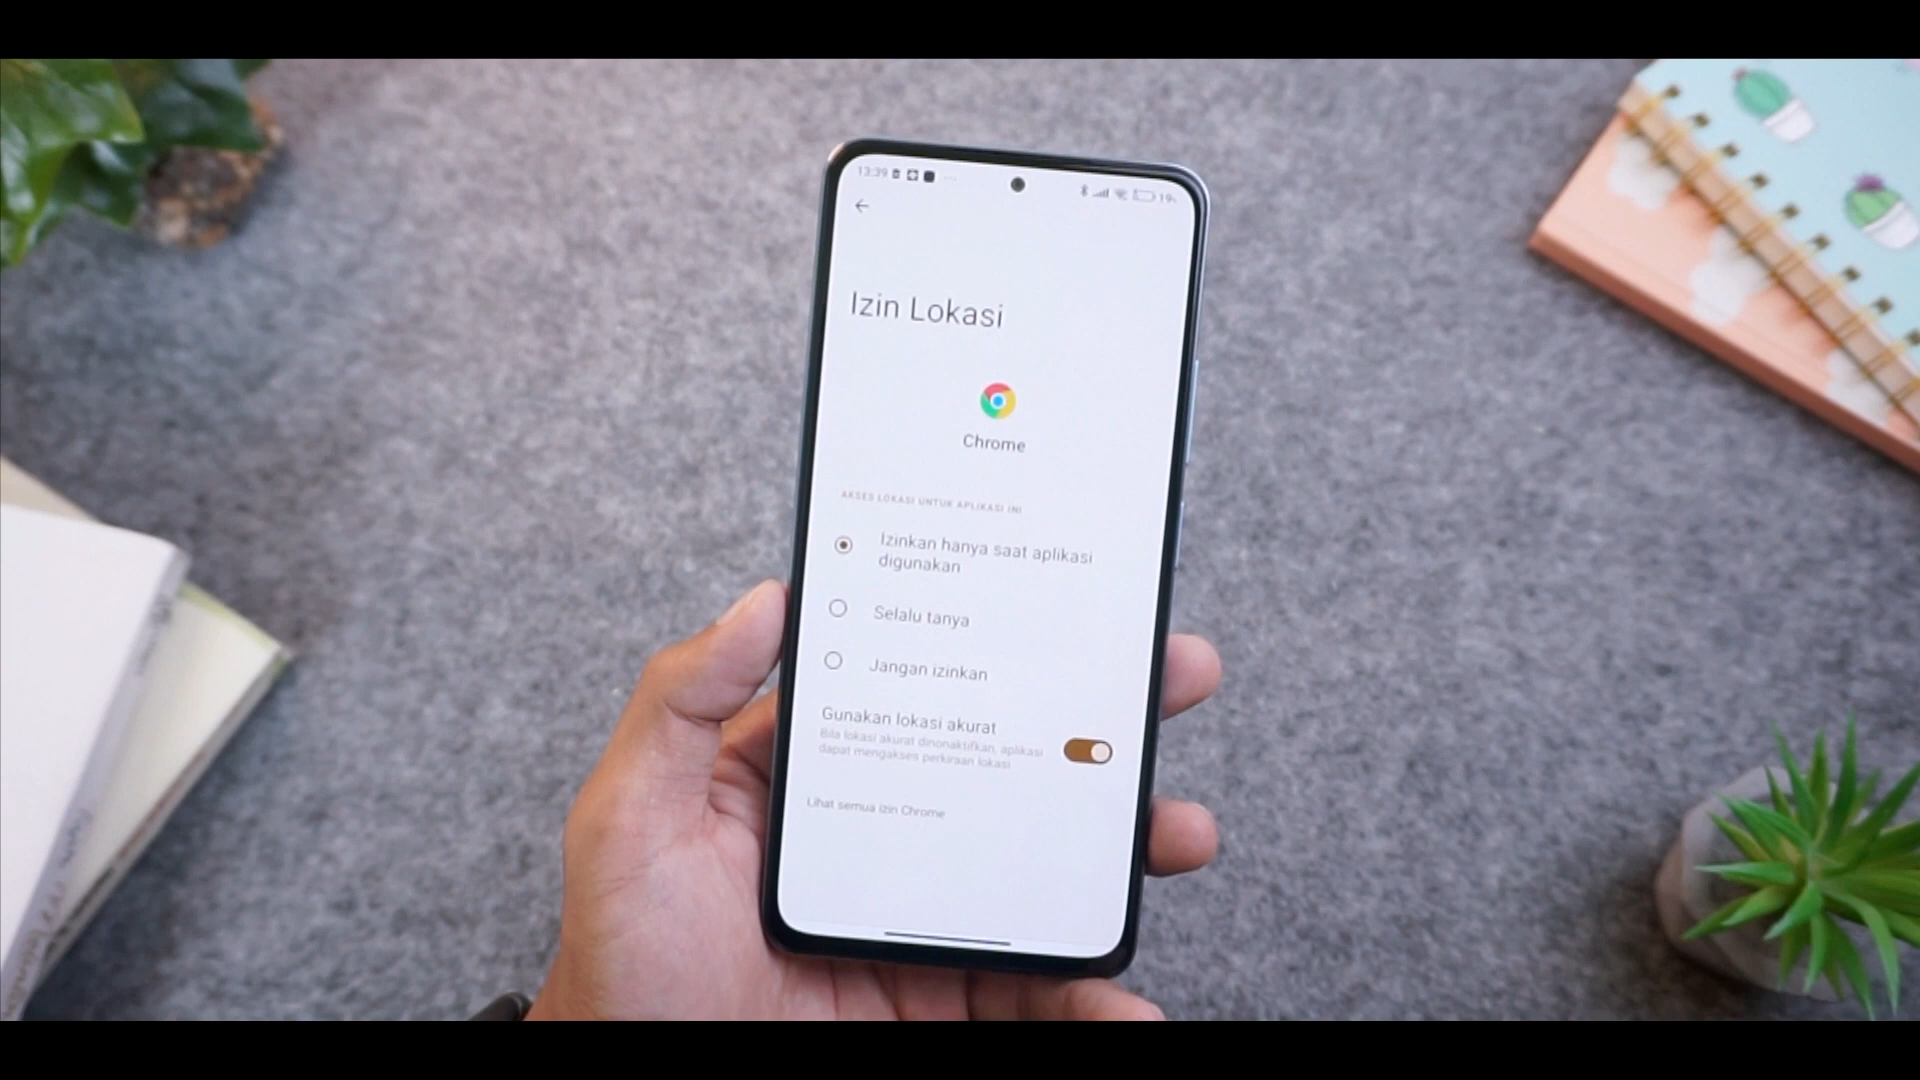 13:39
19%
Izin Lokasi
Chrome
AKSES LOKASI UNTUK APLIKASI INI
Izinkan hanya saat aplikasi
digunakan
Selalu tanya
Jangan izinkan
Gunakan lokasi akurat
Bila lokasi akurat dinonaktifkan, aplikasi
dapat mengakses perkiraan lokasi
Lihat semua izin Chrome